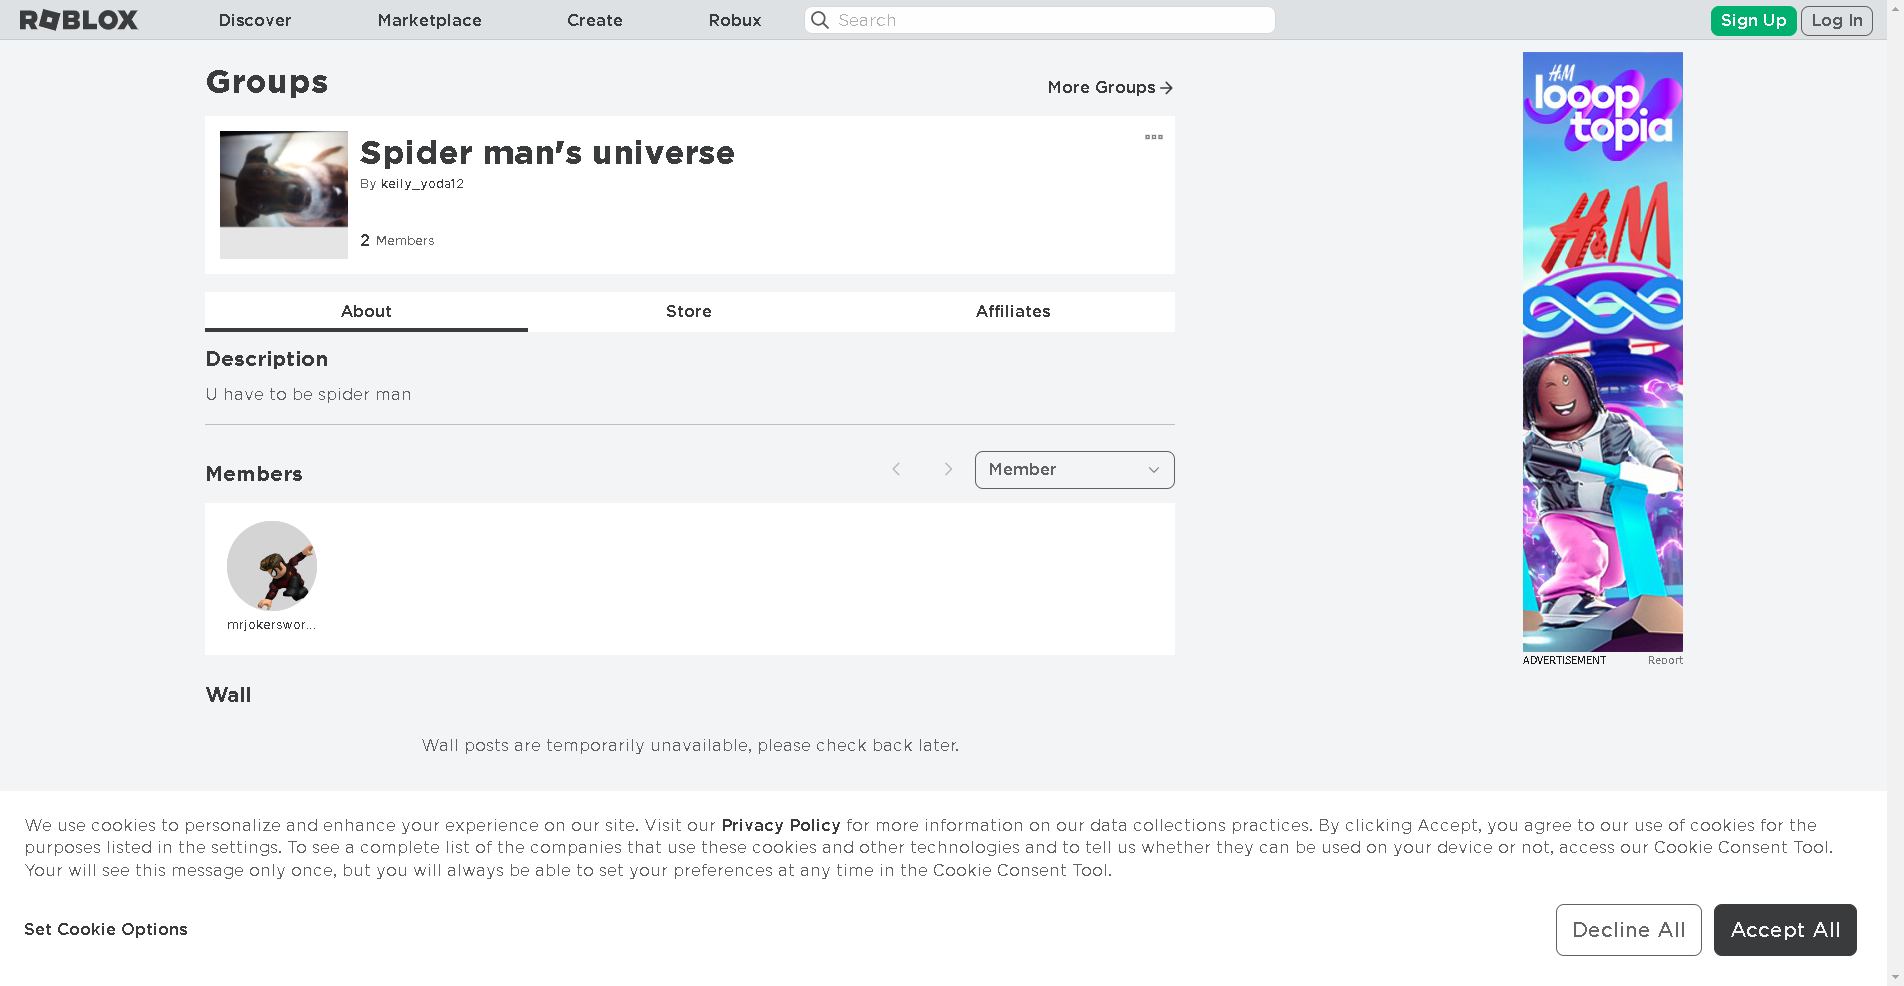 ROBLOX
Discover
Marketplace
Create
Robux
Search
Sign Up
Log In
Groups
More Groups
Spider man's universe
By keily_yoda12
2 Members
About
Store
Affiliates
Description
U have to be spider man
Members
Member
mrjokerswor...
Wall
Wall posts are temporarily unavailable, please check back later.
H&M
looop
topia
H&M
ADVERTISEMENT
Report
We use cookies to personalize and enhance your experience on our site. Visit our Privacy Policy for more information on our data collections practices. By clicking Accept, you agree to our use of cookies for the
purposes listed in the settings. To see a complete list of the companies that use these cookies and other technologies and to tell us whether they can be used on your device or not, access our Cookie Consent Tool.
Your will see this message only once, but you will always be able to set your preferences at any time in the Cookie Consent Tool.
Set Cookie Options
Decline All
Accept All